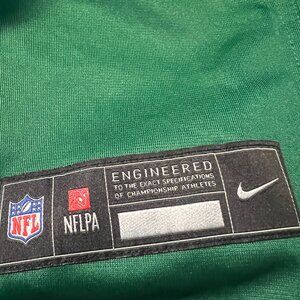 ENGINEERED
TO THE EXACT SPECIFICATIONS
OF CHAMPIONSHIP ATHLETES
NFL
NFLPA